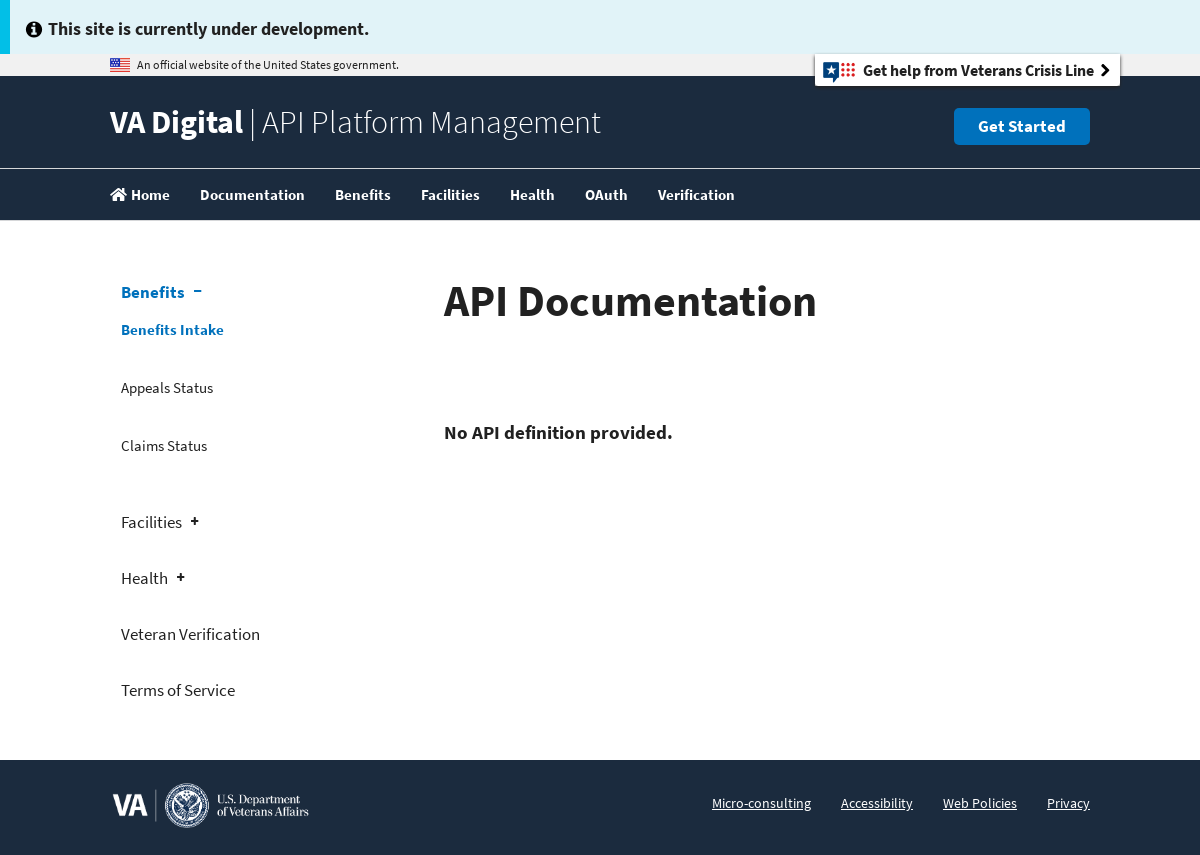 This site is currently under development.
An official website of the United States government.
Get help from Veterans Crisis Line
VA Digital | API Platform Management
Get Started
Home
Documentation
Benefits
Facilities
Health
OAuth
Verification
Benefits −
Benefits Intake
Appeals Status
Claims Status
Facilities +
Health +
Veteran Verification
Terms of Service
API Documentation
No API definition provided.
VA
U.S. Department
of Veterans Affairs
Micro-consulting
Accessibility
Web Policies
Privacy